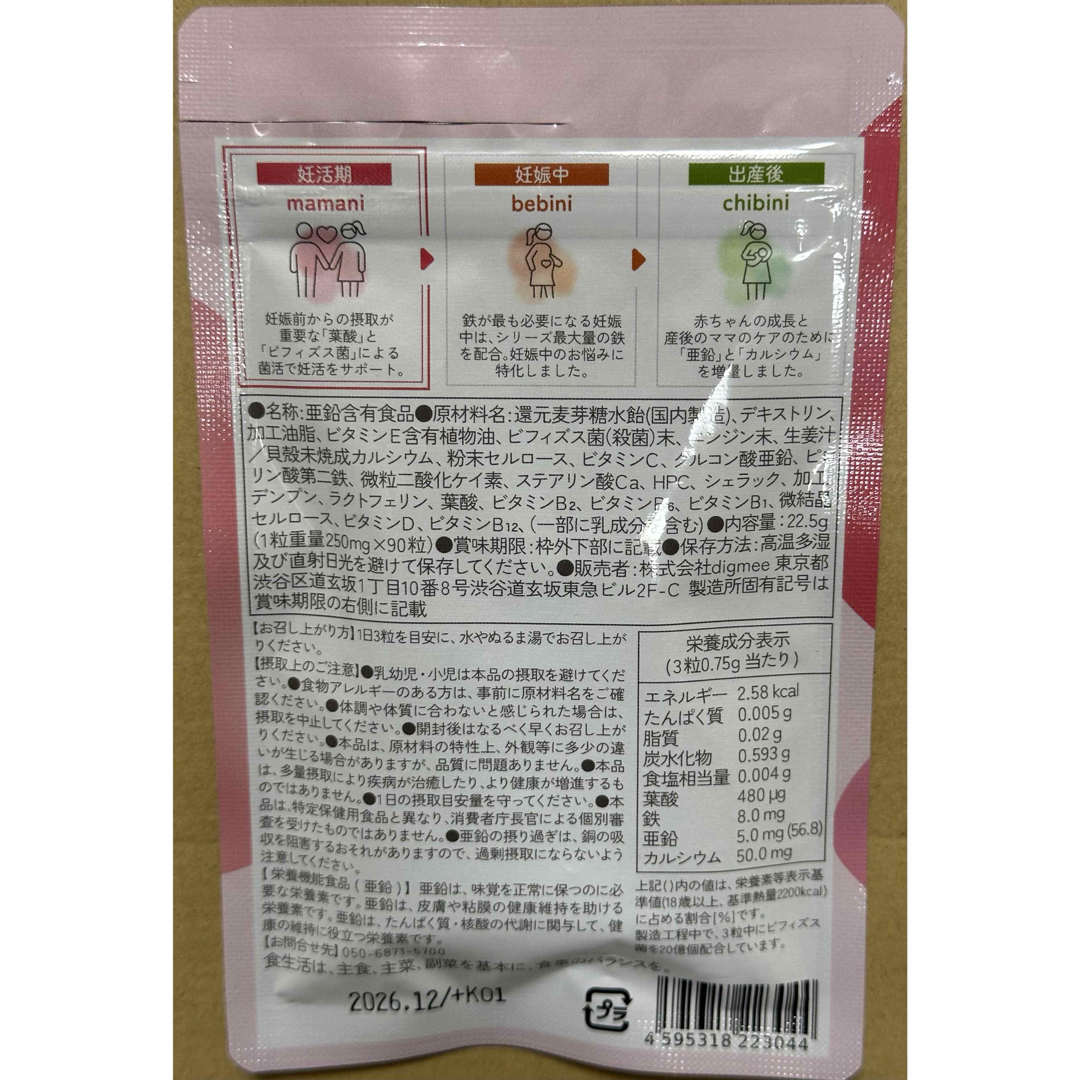 妊活期
mamani
妊娠前からの摂取が
重要な「葉酸」と
「ビフィズス菌」による
菌活で妊活をサポート。
妊娠中
bebini
鉄が最も必要になる妊娠
中は、シリーズ最大量の鉄
を配合。妊娠中のお悩みに
特化しました。
出産後
chibini
赤ちゃんの成長と
産後のママのケアのために
「亜鉛」と「カルシウム」
を増量しました。
●名称:亜鉛含有食品●原材料名:還元麦芽糖水飴(国内製造)、デキストリン、
加工油脂、ビタミンE含有植物油、ビフィズス菌(殺菌)末、ニンジン末、生姜汁
/貝殻未焼成カルシウム、粉末セルロース、ビタミンC、グルコン酸亜鉛、ピロ
リン酸第二鉄、微粒二酸化ケイ素、ステアリン酸Ca、HPC、シェラック、加工
デンプン、ラクトフェリン、葉酸、ビタミンB2、ビタミンB6、ビタミンB1、微結晶
セルロース、ビタミンD、ビタミンB12、(一部に乳成分を含む)●内容量:22.5g
(1粒重量250mg×90粒)●賞味期限:枠外下部に記載●保存方法:高温多湿
及び直射日光を避けて保存してください。●販売者:株式会社digmee 東京都
渋谷区道玄坂1丁目10番8号渋谷道玄坂東急ビル2F-C 製造所固有記号は
賞味期限の右側に記載
【お召し上がり方】1日3粒を目安に、水やぬるま湯でお召し上が
りください。
【摂取上のご注意】●乳幼児・小児は本品の摂取を避けてくだ
さい。●食物アレルギーのある方は、事前に原材料名をご確
認ください。●体調や体質に合わないと感じられた場合は、
摂取を中止してください。●開封後はなるべく早くお召し上が
りください。●本品は、原材料の特性上、外観等に多少の違
いが生じる場合がありますが、品質に問題ありません。●本品
は、多量摂取により疾病が治癒したり、より健康が増進するも
のではありません。●1日の摂取目安量を守ってください。●本
品は、特定保健用食品と異なり、消費者庁長官による個別審
査を受けたものではありません。●亜鉛の摂り過ぎは、銅の吸
収を阻害するおそれがありますので、過剰摂取にならないよう
注意してください。
【栄養機能食品(亜鉛)】亜鉛は、味覚を正常に保つのに必
要な栄養素です。亜鉛は、皮膚や粘膜の健康維持を助ける
栄養素です。亜鉛は、たんぱく質・核酸の代謝に関与して、健
康の維持に役立つ栄養素です。
【お問合せ先】050-6871-5700
食生活は、主食、主菜、副菜を基本に、食事のバランスを。
栄養成分表示
(3粒0.75g当たり)
エネルギー 2.58 kcal
たんぱく質 0.005 g
脂質 0.02 g
炭水化物 0.593 g
食塩相当量 0.004 g
葉酸 480 μg
鉄 8.0 mg
亜鉛 5.0 mg (56.8)
カルシウム 50.0 mg
上記()内の値は、栄養素等表示基
準値(18歳以上、基準熱量2200kcal)
に占める割合[%]です。
製造工程中で、3粒中にビフィズス
菌を20億個配合しています。
2026.12/+K01
プラ
4 595318 223044